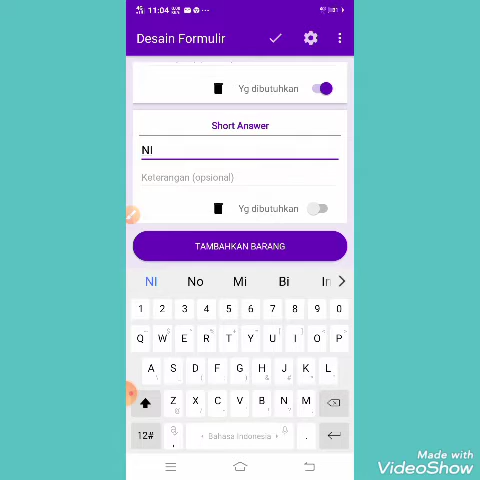 11:04
Desain Formulir
Yg dibutuhkan
Short Answer
NI
Keterangan (opsional)
Yg dibutuhkan
TAMBAHKAN BARANG
NI No Mi Bi
1 2 3 4 5 6 7 8 9 0
Q W E R T Y U I O P
A S D F G H J K L
Z X C V B N M
12# , Bahasa Indonesia .
Made with
VideoShow